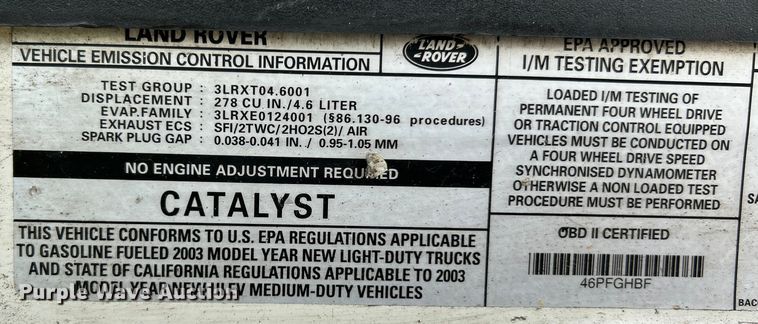 LAND ROVER
VEHICLE EMISSION CONTROL INFORMATION
TEST GROUP : 3LRXT04.6001
DISPLACEMENT : 278 CU IN./4.6 LITER
EVAP.FAMILY : 3LRXE0124001 (§86.130-96 procedures)
EXHAUST ECS : SFI/2TWC/2HO2S(2)/ AIR
SPARK PLUG GAP : 0.038-0.041 IN. / 0.95-1.05 MM
NO ENGINE ADJUSTMENT REQUIRED
CATALYST
THIS VEHICLE CONFORMS TO U.S. EPA REGULATIONS APPLICABLE
TO GASOLINE FUELED 2003 MODEL YEAR NEW LIGHT-DUTY TRUCKS
AND STATE OF CALIFORNIA REGULATIONS APPLICABLE TO 2003
MODEL YEAR NEW MEDIUM-DUTY VEHICLES
LAND-
ROVER
EPA APPROVED
I/M TESTING EXEMPTION
LOADED I/M TESTING OF
PERMANENT FOUR WHEEL DRIVE
OR TRACTION CONTROL EQUIPPED
VEHICLES MUST BE CONDUCTED ON
A FOUR WHEEL DRIVE SPEED
SYNCHRONISED DYNAMOMETER
OTHERWISE A NON LOADED TEST
PROCEDURE MUST BE PERFORMED
OBD II CERTIFIED
46PFGHBF
SA
BAC
Purple Wave Auction